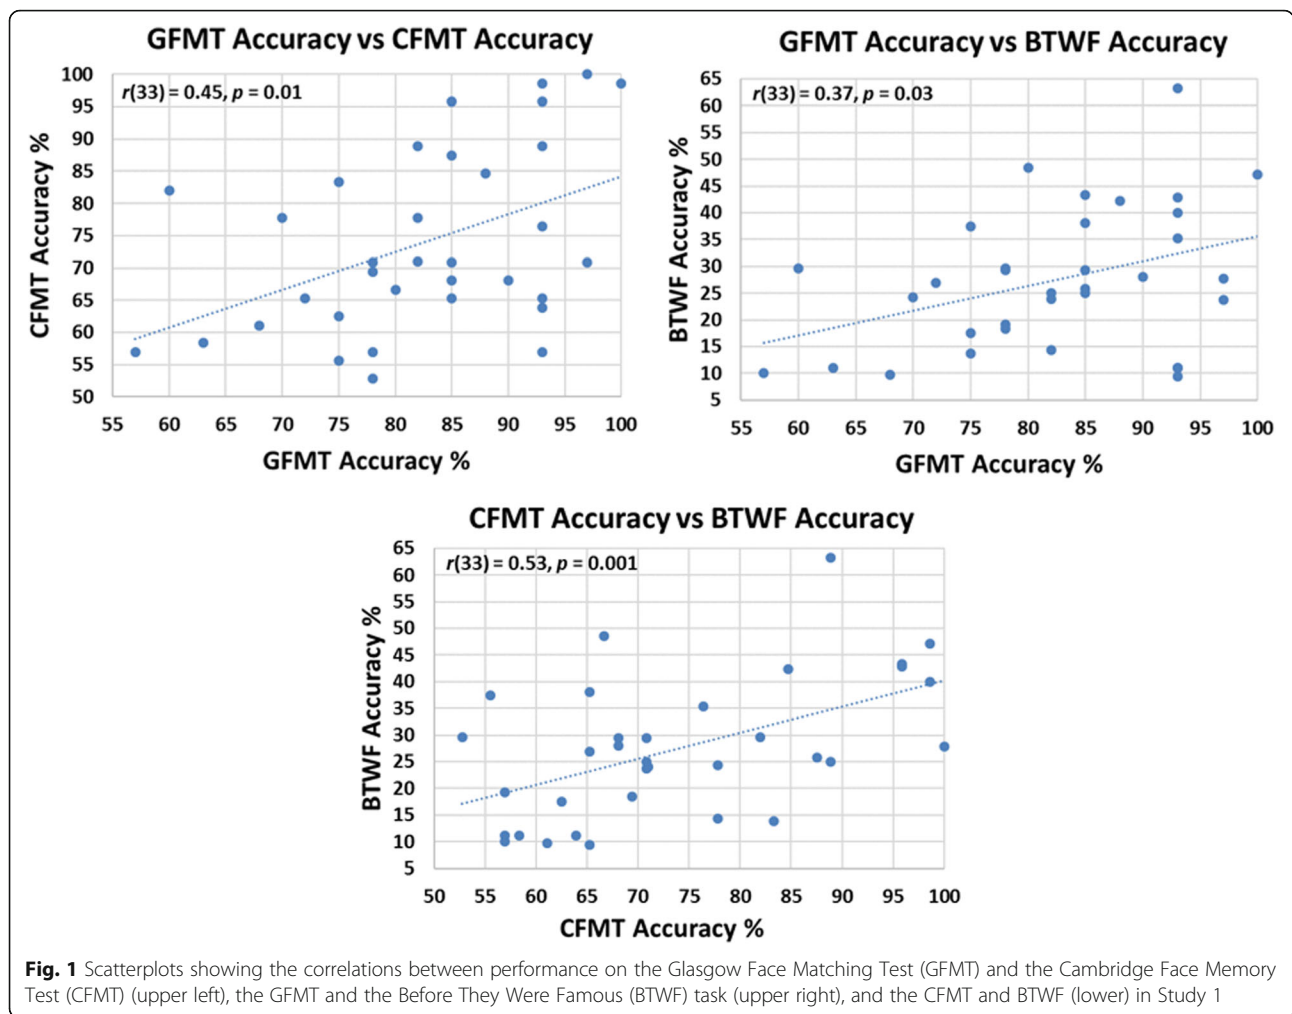 GFMT Accuracy vs CFMT Accuracy
r(33) = 0.45, p = 0.01
CFMT Accuracy %
100
95
90
85
80
75
70
65
60
55
50
55 60 65 70 75 80 85 90 95 100
GFMT Accuracy %
GFMT Accuracy vs BTWF Accuracy
r(33) = 0.37, p = 0.03
BTWF Accuracy %
65
60
55
50
45
40
35
30
25
20
15
10
5
55 60 65 70 75 80 85 90 95 100
GFMT Accuracy %
CFMT Accuracy vs BTWF Accuracy
r(33) = 0.53, p = 0.001
BTWF Accuracy %
65
60
55
50
45
40
35
30
25
20
15
10
5
50 55 60 65 70 75 80 85 90 95 100
CFMT Accuracy %
Fig. 1 Scatterplots showing the correlations between performance on the Glasgow Face Matching Test (GFMT) and the Cambridge Face Memory
Test (CFMT) (upper left), the GFMT and the Before They Were Famous (BTWF) task (upper right), and the CFMT and BTWF (lower) in Study 1